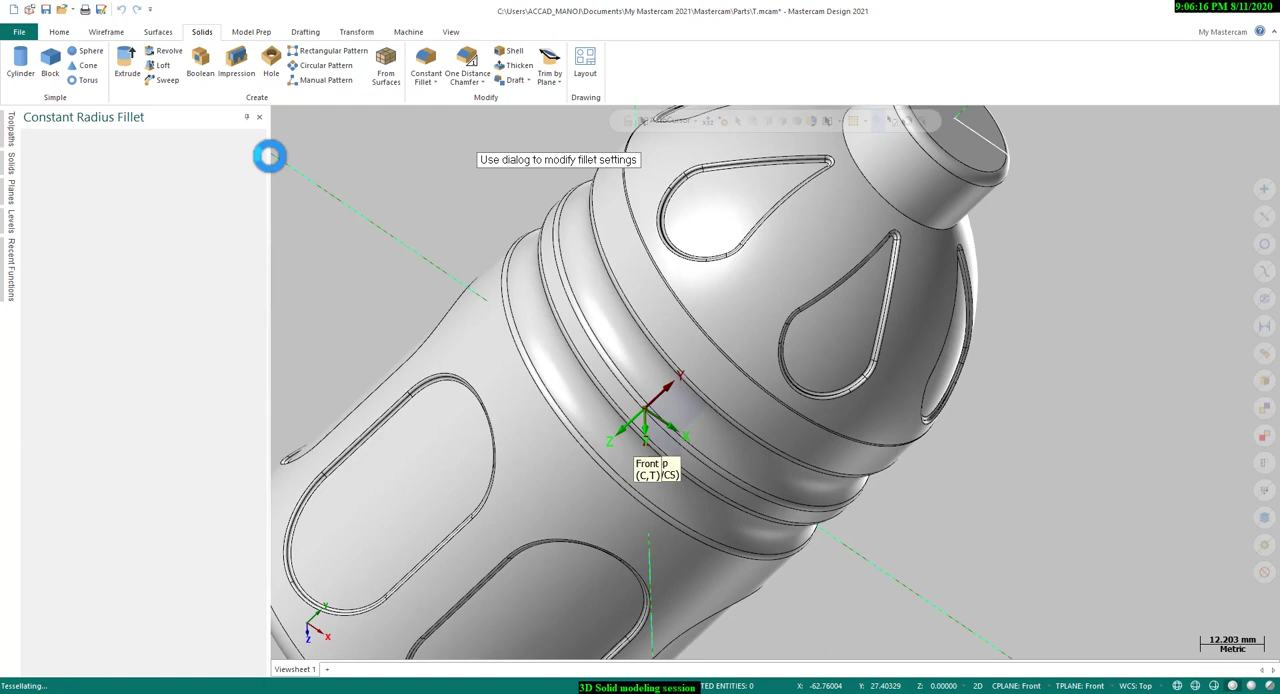 C:\Users\ACCAD_MANOJ\Documents\My Mastercam 2021\Mastercam\Parts\T.mcam* - Mastercam Design 2021
9:06:16 PM 8/11/2020
File Home Wireframe Surfaces Solids Model Prep Drafting Transform Machine View My Mastercam
Cylinder Block Sphere Cone Torus
Simple
Extrude Revolve Loft Sweep Boolean Impression Hole Rectangular Pattern Circular Pattern Manual Pattern From Surfaces
Create
Constant Fillet One Distance Chamfer Shell Thicken Draft Trim by Plane
Modify
Layout
Drawing
Toolpaths
Solids
Planes
Levels
Recent Functions
Constant Radius Fillet
Use dialog to modify fillet settings
Y
Z
X
Front p
(C,T) /CS)
Y
X
Z
12.203 mm
Metric
Viewsheet 1 +
Tessellating...
3D Solid modeling session
TED ENTITIES: 0 X: -62.76004 Y: 27.40329 Z: 0.00000 2D CPLANE: Front TPLANE: Front WCS: Top